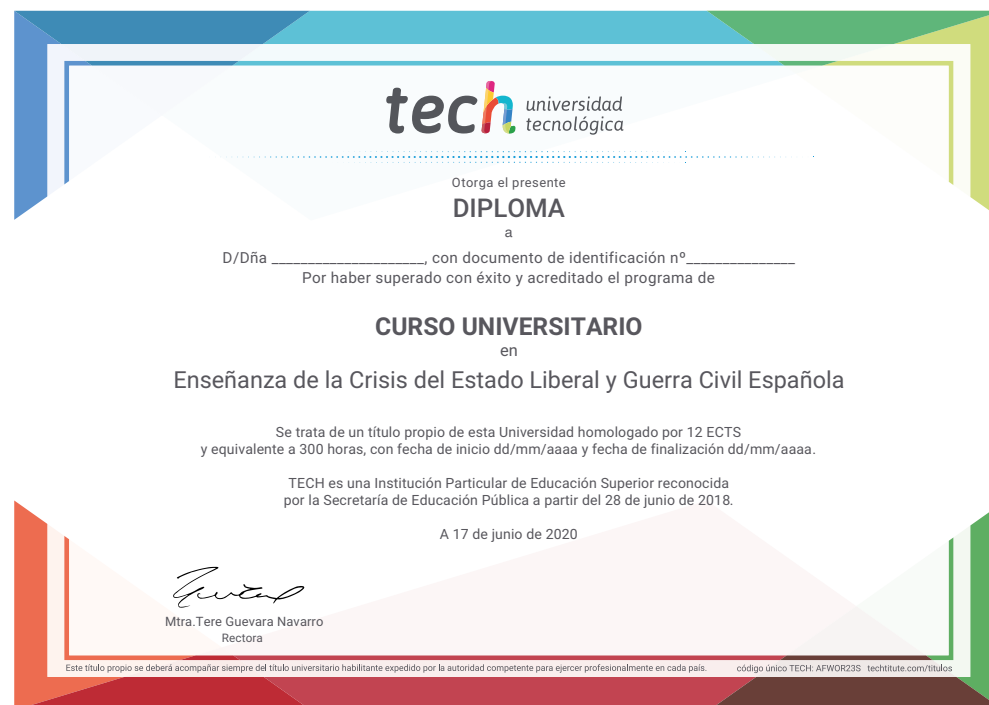 tech universidad
tecnológica
Otorga el presente
DIPLOMA
a
D/Dña _____________________, con documento de identificación nº_______________
Por haber superado con éxito y acreditado el programa de
CURSO UNIVERSITARIO
en
Enseñanza de la Crisis del Estado Liberal y Guerra Civil Española
Se trata de un título propio de esta Universidad homologado por 12 ECTS
y equivalente a 300 horas, con fecha de inicio dd/mm/aaaa y fecha de finalización dd/mm/aaaa.
TECH es una Institución Particular de Educación Superior reconocida
por la Secretaría de Educación Pública a partir del 28 de junio de 2018.
A 17 de junio de 2020
Mtra.Tere Guevara Navarro
Rectora
Este título propio se deberá acompañar siempre del título universitario habilitante expedido por la autoridad competente para ejercer profesionalmente en cada país. código único TECH: AFWOR23S techtitute.com/titulos